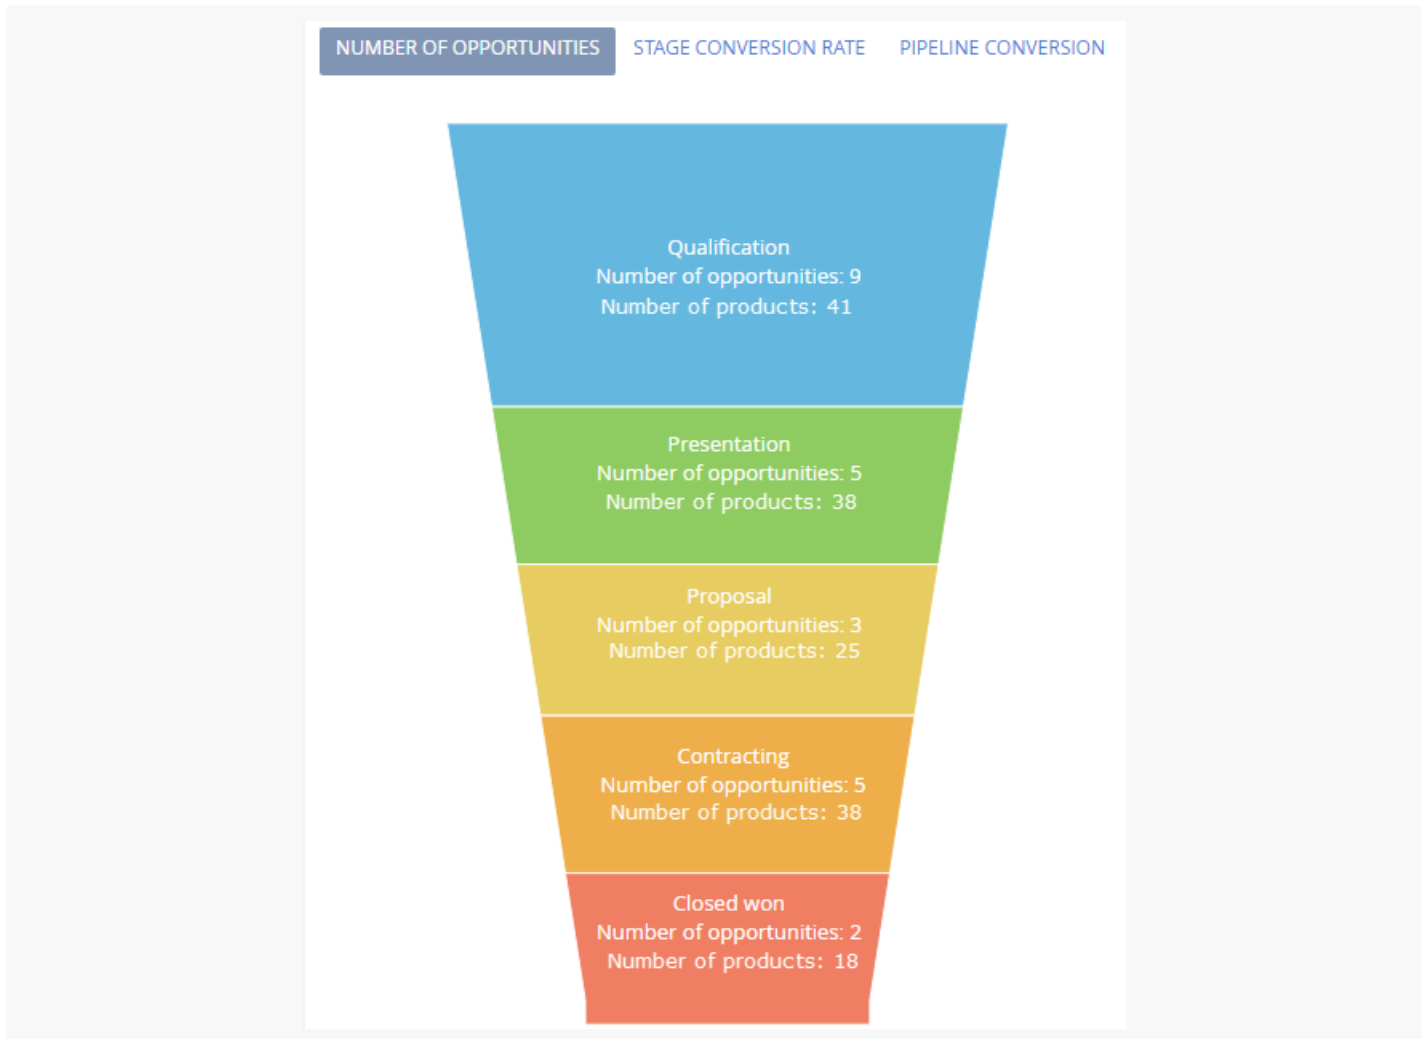 NUMBER OF OPPORTUNITIES STAGE CONVERSION RATE PIPELINE CONVERSION
Qualification
Number of opportunities: 9
Number of products: 41
Presentation
Number of opportunities: 5
Number of products: 38
Proposal
Number of opportunities: 3
Number of products: 25
Contracting
Number of opportunities: 5
Number of products: 38
Closed won
Number of opportunities: 2
Number of products: 18